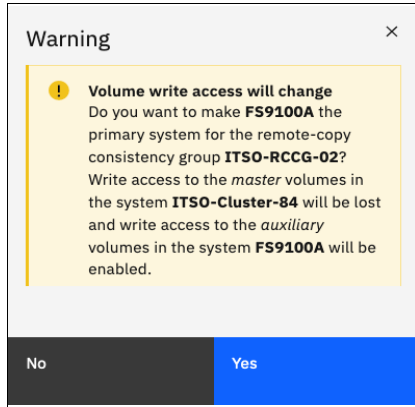 Warning
Volume write access will change
Do you want to make FS9100A the
primary system for the remote-copy
consistency group ITSO-RCCG-02?
Write access to the master volumes in
the system ITSO-Cluster-84 will be lost
and write access to the auxiliary
volumes in the system FS9100A will be
enabled.
No
Yes